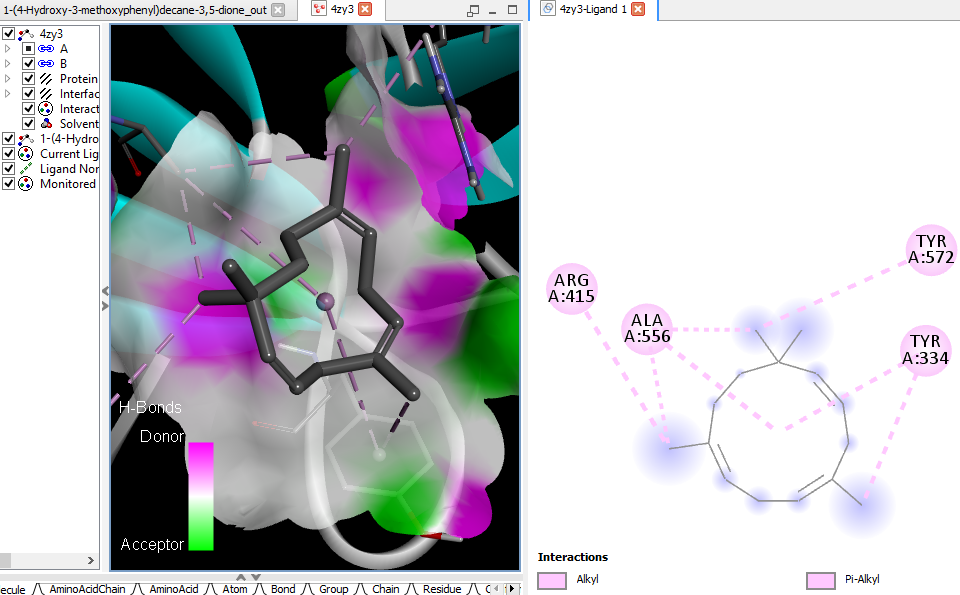 1-(4-Hydroxy-3-methoxyphenyl)decane-3,5-dione_out
4zy3
4zy3-Ligand 1
4zy3
A
B
Protein
Interfac
Interact
Solvent
1-(4-Hydro
Current Lig
Ligand Nor
Monitored
H-Bonds
Donor
Acceptor
TYR
A:572
ARG
A:415
ALA
A:556
TYR
A:334
Interactions
Alkyl
Pi-Alkyl
ecule
AminoAcidChain
AminoAcid
Atom
Bond
Group
Chain
Residue